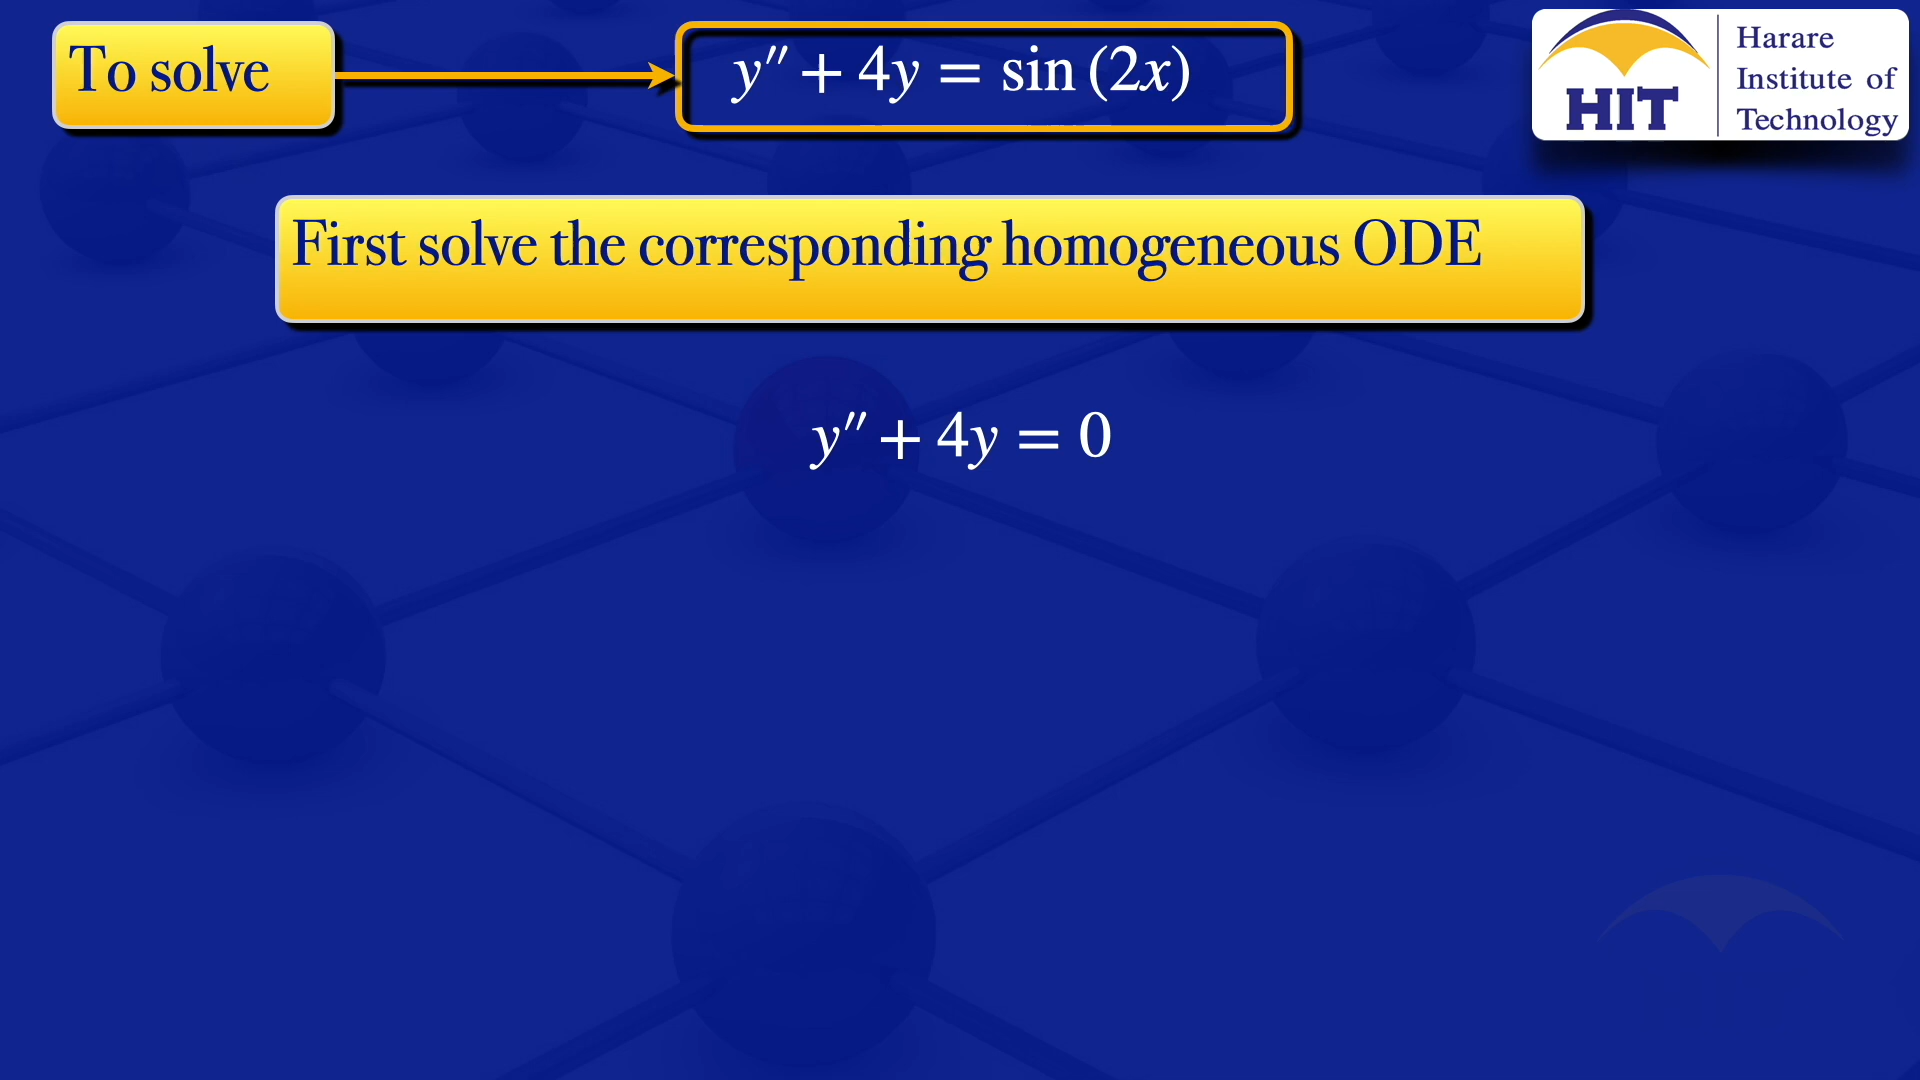 To solve
y″ + 4y = sin (2x)
HIT
Harare
Institute of
Technology
First solve the corresponding homogeneous ODE
y″ + 4y = 0